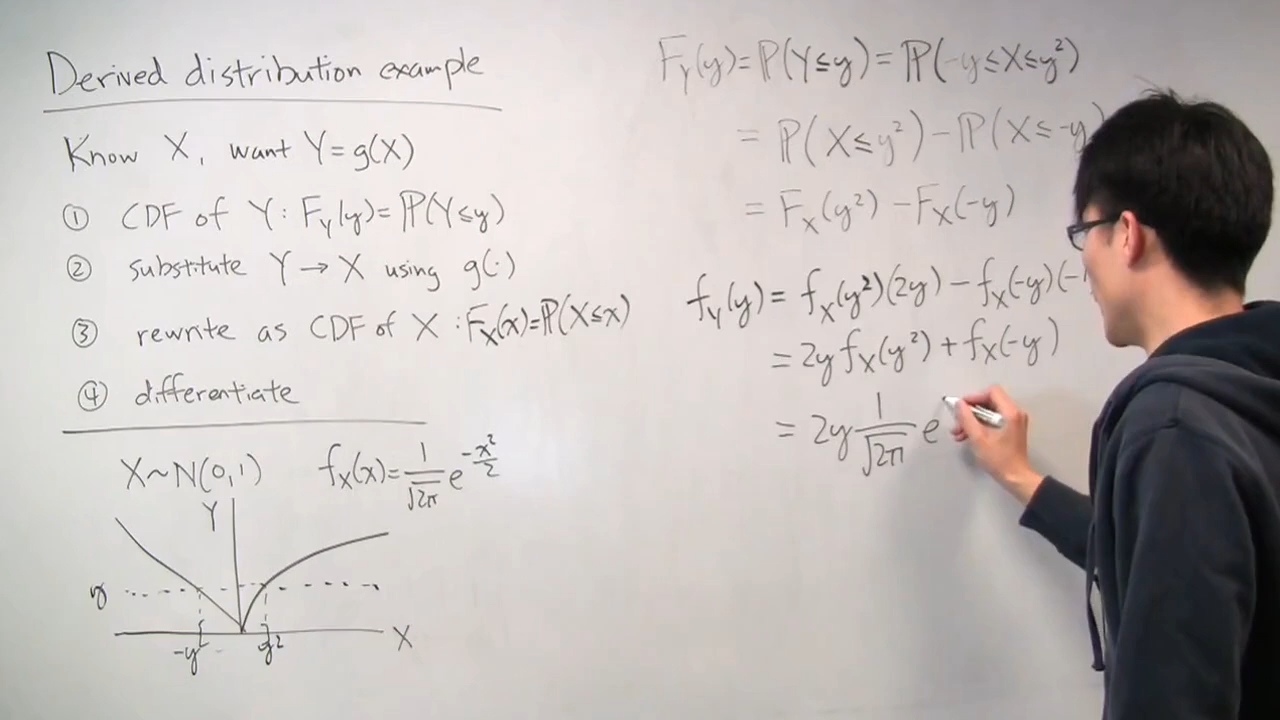 Derived distribution example
Know X, want Y=g(X)
① CDF of Y: F_Y(y)=ℙ(Y≤y)
② substitute Y→X using g(·)
③ rewrite as CDF of X: F_X(x)=ℙ(X≤x)
④ differentiate
X~N(0,1) f_X(x)=1/√2π e^(-x²/2)
Y
y
X
-y
y²
F_Y(y)=ℙ(Y≤y)=ℙ(-y≤X≤y²)
=ℙ(X≤y²)-ℙ(X≤-y)
=F_X(y²)-F_X(-y)
f_Y(y)=f_X(y²)(2y)-f_X(-y)(-
=2yf_X(y²)+f_X(-y)
=2y 1/√2π e